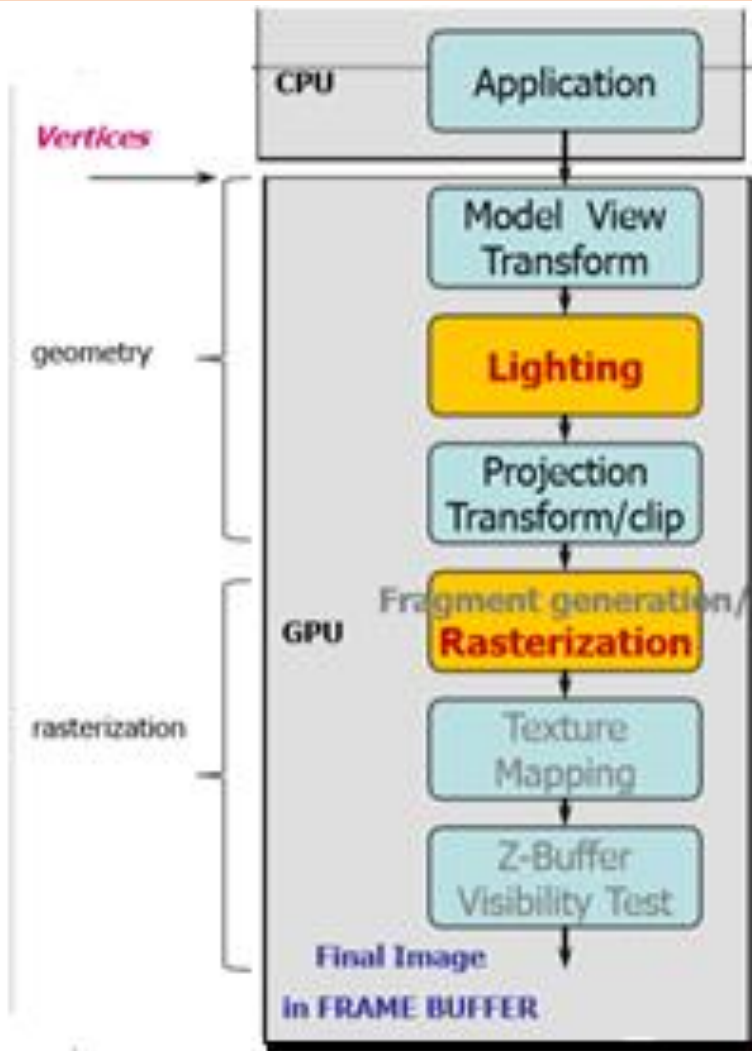 CPU
Application
Vertices
Model View
Transform
geometry
Lighting
Projection
Transform/clip
Fragment generation/
Rasterization
GPU
rasterization
Texture
Mapping
Z-Buffer
Visibility Test
Final Image
in FRAME BUFFER